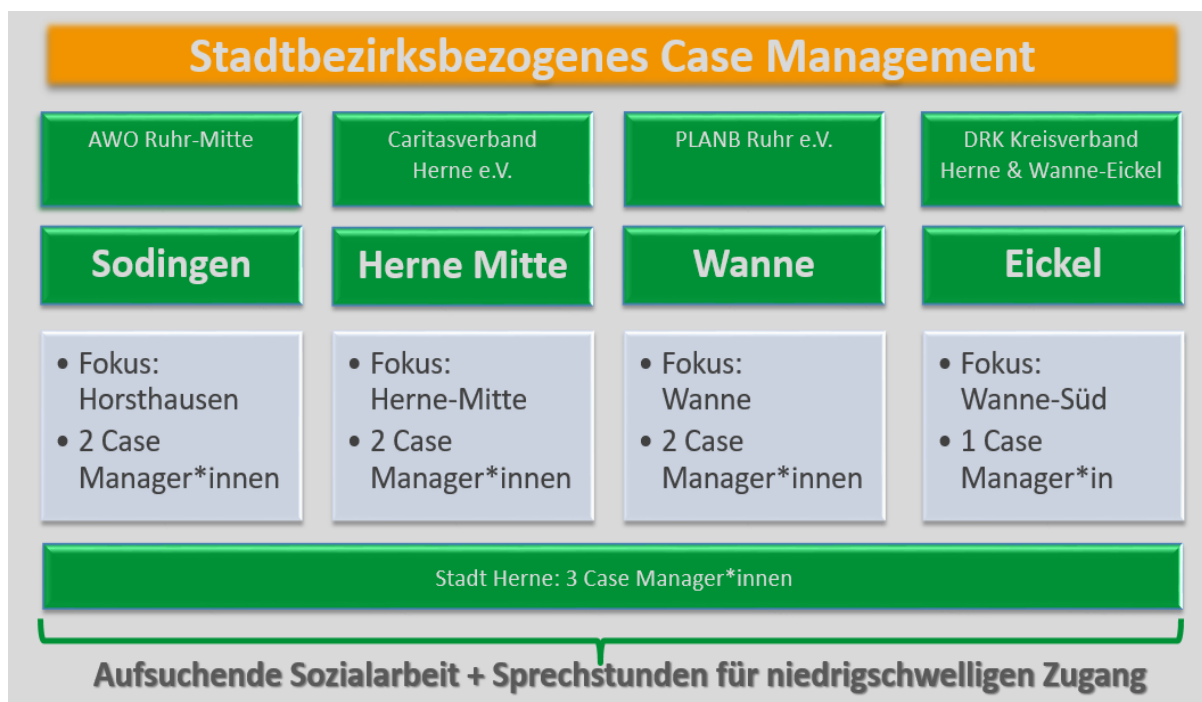 Stadtbezirksbezogenes Case Management
AWO Ruhr-Mitte
Caritasverband
Herne e.V.
PLANB Ruhr e.V.
DRK Kreisverband
Herne & Wanne-Eickel
Sodingen
Herne Mitte
Wanne
Eickel
• Fokus:
Horsthausen
• 2 Case
Manager*innen
• Fokus:
Herne-Mitte
• 2 Case
Manager*innen
• Fokus:
Wanne
• 2 Case
Manager*innen
• Fokus:
Wanne-Süd
• 1 Case
Manager*in
Stadt Herne: 3 Case Manager*innen
Aufsuchende Sozialarbeit + Sprechstunden für niedrigschwelligen Zugang